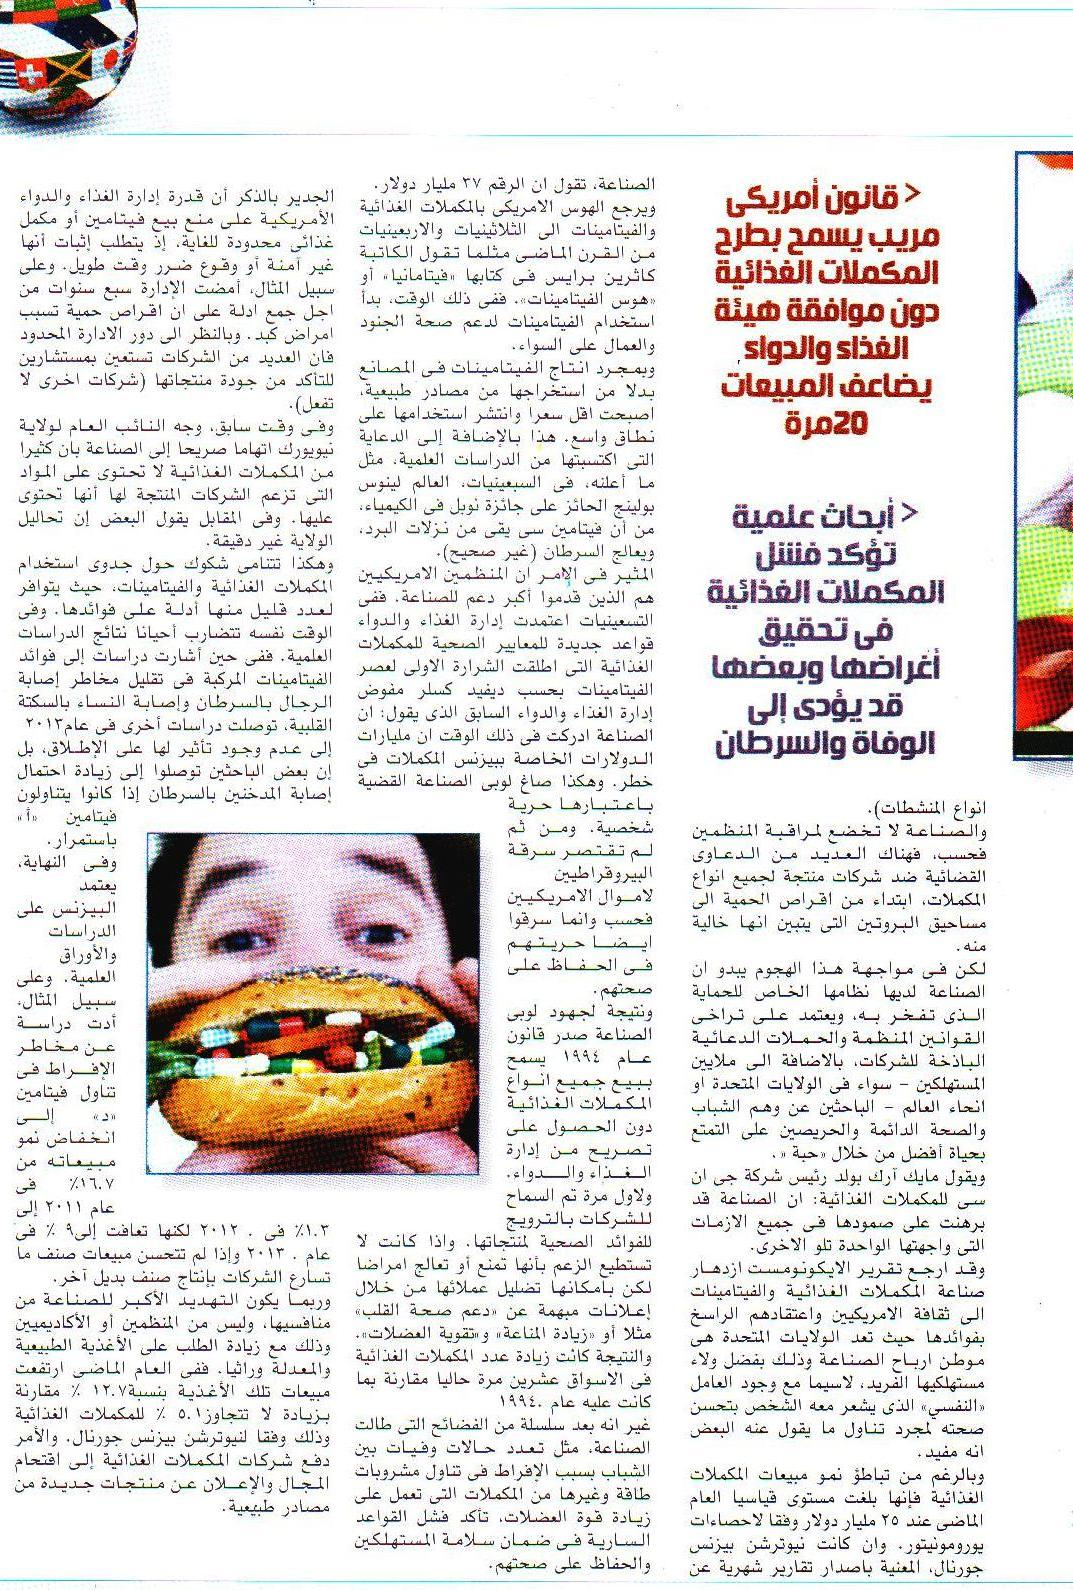 > قانون أمريكى
مريب يسمح بطرح
المكملات الغذائية
دون موافقة هيئة
الغذاء والدواء
يضاعف المبيعات
20مرة
> أبحاث علمية
تؤكد فشل
المكملات الغذائية
فى تحقيق
أغراضها وبعضها
قد يؤدى إلى
الوفاة والسرطان
انواع المنشطات).
والصناعة لا تخضع لمراقبة المنظمين
فحسب، فهناك العديد من الدعاوى
القضائية ضد شركات منتجة لجميع انواع
المكملات، ابتداء من اقراص الحمية الى
مساحيق البروتين التى يتبين انها خالية
منه.
لكن فى مواجهة هذا الهجوم يبدو ان
الصناعة لديها نظامها الخاص للحماية
الذى تفخر به، ويعتمد على تراخى
القوانين المنظمة والحملات الدعائية
الباذخة للشركات، بالاضافة الى ملايين
المستهلكين - سواء فى الولايات المتحدة او
انحاء العالم - الباحثين عن وهم الشباب
والصحة الدائمة والحريصين على التمتع
بحياة أفضل من خلال «حبة «.
ويقول مايك آرك بولد رئيس شركة جى ان
سى للمكملات الغذائية: ان الصناعة قد
برهنت على صمودها فى جميع الازمات
التى واجهتها الواحدة تلو الاخرى.
وقد ارجع تقرير الايكونومست ازدهار
صناعة المكملات الغذائية والفيتامينات
الى ثقافة الامريكيين واعتقادهم الراسخ
بفوائدها حيث تعد الولايات المتحدة هى
موطن ارباح الصناعة وذلك بفضل ولاء
مستهلكيها الفريد، لاسيما مع وجود العامل
«النفسي» الذى يشعر معه الشخص بتحسن
صحته لمجرد تناول ما يقول عنه البعض
انه مفيد.
وبالرغم من تباطؤ نمو مبيعات المكملات
الغذائية فإنها بلغت مستوى قياسيا العام
الماضى عند ٢٥ مليار دولار وفقا لاحصاءات
يورومونيتور. وان كانت نيوترشن بيزنس
جورنال، المعنية باصدار تقارير شهرية عن
الصناعة، تقول ان الرقم ٣٧ مليار دولار.
ويرجع الهوس الامريكى بالمكملات الغذائية
والفيتامينات الى الثلاثينيات والاربعينيات
من القرن الماضى مثلما تقول الكاتبة
كاثرين برايس فى كتابها «فيتامانيا» أو
«هوس الفيتامينات». ففى ذلك الوقت، بدأ
استخدام الفيتامينات لدعم صحة الجنود
والعمال على السواء.
وبمجرد انتاج الفيتامينات فى المصانع
بدلا من استخراجها من مصادر طبيعية،
اصبحت اقل سعرا وانتشر استخدامها على
نطاق واسع، هذا بالإضافة إلى الدعاية
التى اكتسبتها من الدراسات العلمية، مثل
ما أعلنه، فى السبعينيات، العالم لينوس
بولينج الحائز على جائزة نوبل فى الكيمياء،
من أن فيتامين سى يقى من نزلات البرد،
ويعالج السرطان (غير صحيح).
المثير فى الامر ان المنظمين الامريكيين
هم الذين قدموا أكبر دعم للصناعة. ففى
التسعينيات اعتمدت إدارة الغذاء والدواء
قواعد جديدة للمعايير الصحية للمكملات
الغذائية التى اطلقت الشرارة الاولى لعصر
الفيتامينات بحسب ديفيد كسلر مفوض
إدارة الغذاء والدواء السابق الذى يقول: ان
الصناعة ادركت فى ذلك الوقت ان مليارات
الدولارات الخاصة ببيزنس المكملات فى
خطر. وهكذا صاغ لوبى الصناعة القضية
باعتبارها حرية
شخصية. ومن ثم
لم تقتصر سرقة
البيروقراطيين
لاموال الامريكيين
فحسب وانما سرقوا
ايضا حريتهم
فى الحفاظ على
صحتهم.
ونتيجة لجهود لوبى
الصناعة صدر قانون
عام ١٩٩٤ يسمح
ببيع جميع انواع
المكملات الغذائية
دون الحصول على
تصريح من إدارة
الغذاء والدواء.
ولاول مرة تم السماح
للشركات بالترويج
للفوائد الصحية لمنتجاتها. واذا كانت لا
تستطيع الزعم بأنها تمنع أو تعالج امراضا
لكن بامكانها تضليل عملائها من خلال
إعلانات مبهمة عن «دعم صحة القلب»
مثلا أو «زيادة المناعة» و«تقوية العضلات».
والنتيجة كانت زيادة عدد المكملات الغذائية
فى الاسواق عشرين مرة حاليا مقارنة بما
كانت عليه عام ١٩٩٤.
غير انه بعد سلسلة من الفضائح التى طالت
الصناعة، مثل تعدد حالات وفيات بين
الشباب بسبب الإفراط فى تناول مشروبات
طاقة وغيرها من المكملات التى تعمل على
زيادة قوة العضلات، تأكد فشل القواعد
السارية فى ضمان سلامة المستهلكين
والحفاظ على صحتهم.
الجدير بالذكر أن قدرة إدارة الغذاء والدواء
الأمريكية على منع بيع فيتامين أو مكمل
غذائى محدودة للغاية، إذ يتطلب إثبات أنها
غير آمنة أو وقوع ضرر وقت طويل. وعلى
سبيل المثال، أمضت الإدارة سبع سنوات من
اجل جمع ادلة على ان اقراص حمية تسبب
امراض كبد. وبالنظر الى دور الادارة المحدود
فان العديد من الشركات تستعين بمستشارين
للتأكد من جودة منتجاتها (شركات اخرى لا
تفعل).
وفى وقت سابق، وجه النائب العام لولاية
نيويورك اتهاما صريحا إلى الصناعة بان كثيرا
من المكملات الغذائية لا تحتوى على المواد
التى تزعم الشركات المنتجة لها أنها تحتوى
عليها. وفى المقابل يقول البعض إن تحاليل
الولاية غير دقيقة.
وهكذا تتنامى شكوك حول جدوى استخدام
المكملات الغذائية والفيتامينات، حيث يتوافر
لعدد قليل منها أدلة على فوائدها. وفى
الوقت نفسه تتضارب أحيانا نتائج الدراسات
العلمية. ففى حين أشارت دراسات إلى فوائد
الفيتامينات المركبة فى تقليل مخاطر إصابة
الرجال بالسرطان وإصابة النساء بالسكتة
القلبية، توصلت دراسات أخرى فى عام٢٠١٣
إلى عدم وجود تأثير لها على الإطلاق، بل
إن بعض الباحثين توصلوا إلى زيادة احتمال
إصابة المدخنين بالسرطان إذا كانوا يتناولون
فيتامين «أ»
باستمرار.
وفى النهاية،
يعتمد
البيزنس على
الدراسات
والأوراق
العلمية. وعلى
سبيل المثال،
أدت دراسة
عن مخاطر
الإفراط فى
تناول فيتامين
«د» إلى
انخفاض نمو
مبيعاته من
١٦.٧٪ فى
عام ٢٠١١ إلى
١.٣٪ فى . ٢٠١٢ لكنها تعافت إلى٩ ٪ فى
عام . ٢٠١٣ وإذا لم تتحسن مبيعات صنف ما
تسارع الشركات بإنتاج صنف بديل آخر.
وربما يكون التهديد الأكبر للصناعة من
منافسيها، وليس من المنظمين أو الأكاديميين
وذلك مع زيادة الطلب على الأغذية الطبيعية
والمعدلة وراثيا. ففى العام الماضى ارتفعت
مبيعات تلك الأغذية بنسبة١٢.٧ ٪ مقارنة
بزيادة لا تتجاوز٥.١ ٪ للمكملات الغذائية
وذلك وفقا لنيوترشن بيزنس جورنال. والأمر
دفع شركات المكملات الغذائية إلى اقتحام
المجال والإعلان عن منتجات جديدة من
مصادر طبيعية.